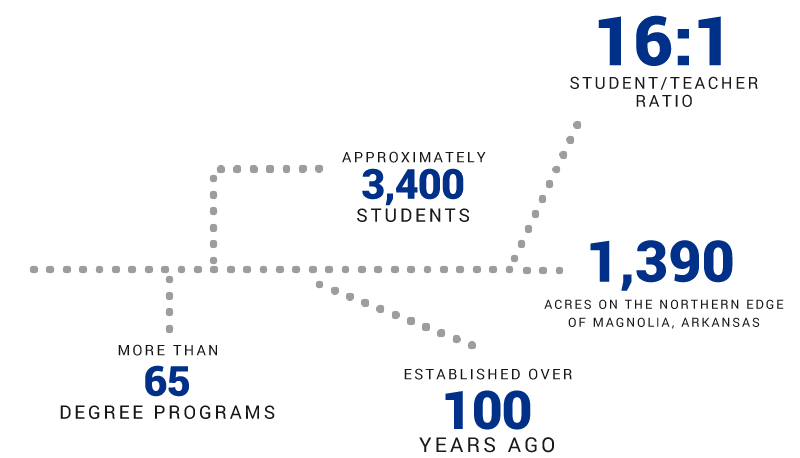 16:1
STUDENT/TEACHER
RATIO
APPROXIMATELY
3,400
STUDENTS
1,390
ACRES ON THE NORTHERN EDGE
OF MAGNOLIA, ARKANSAS
MORE THAN
65
DEGREE PROGRAMS
ESTABLISHED OVER
100
YEARS AGO